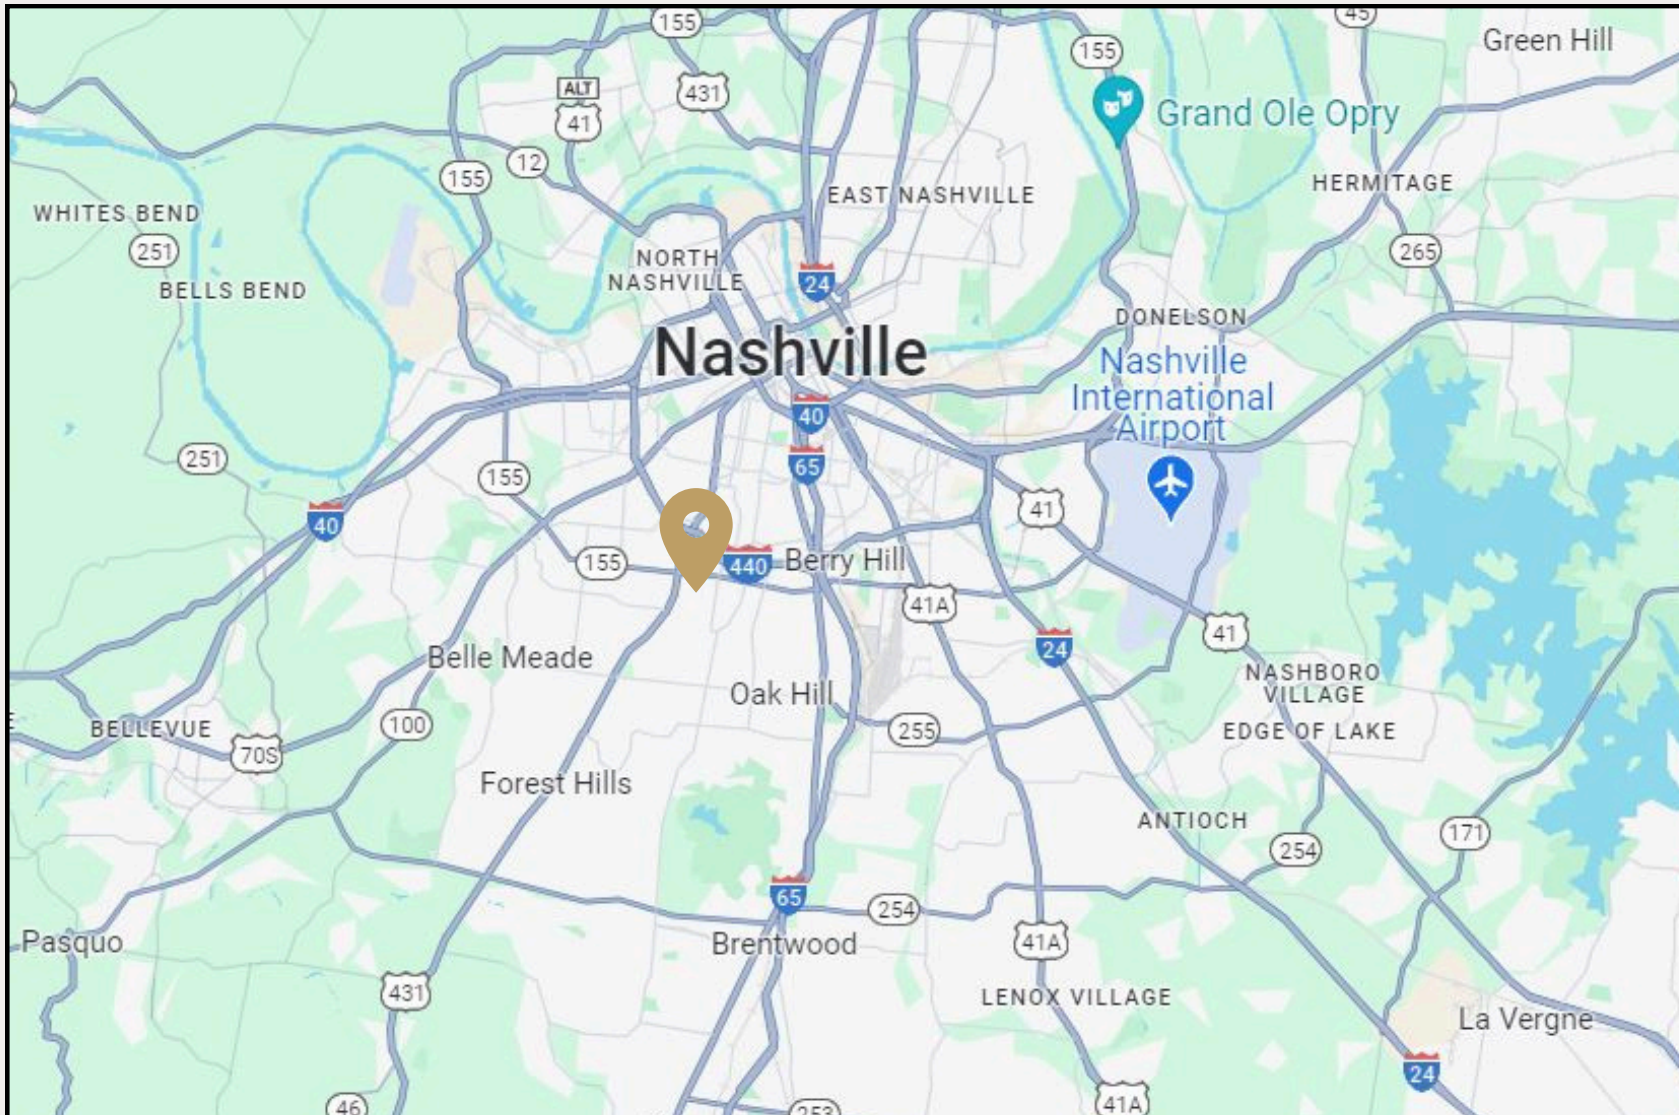 155
45
Green Hill
155
ALT
41
431
Grand Ole Opry
12
155
HERMITAGE
EAST NASHVILLE
WHITES BEND
251
265
NORTH
NASHVILLE
24
BELLS BEND
DONELSON
Nashville
Nashville
International
Airport
40
251
65
155
41
40
155
440
Berry Hill
41A
41
24
Belle Meade
NASHBORO
VILLAGE
Oak Hill
100
BELLEVUE
255
EDGE OF LAKE
70S
Forest Hills
ANTIOCH
171
254
65
254
Pasquo
Brentwood
41A
431
LENOX VILLAGE
La Vergne
24
46
253
41A